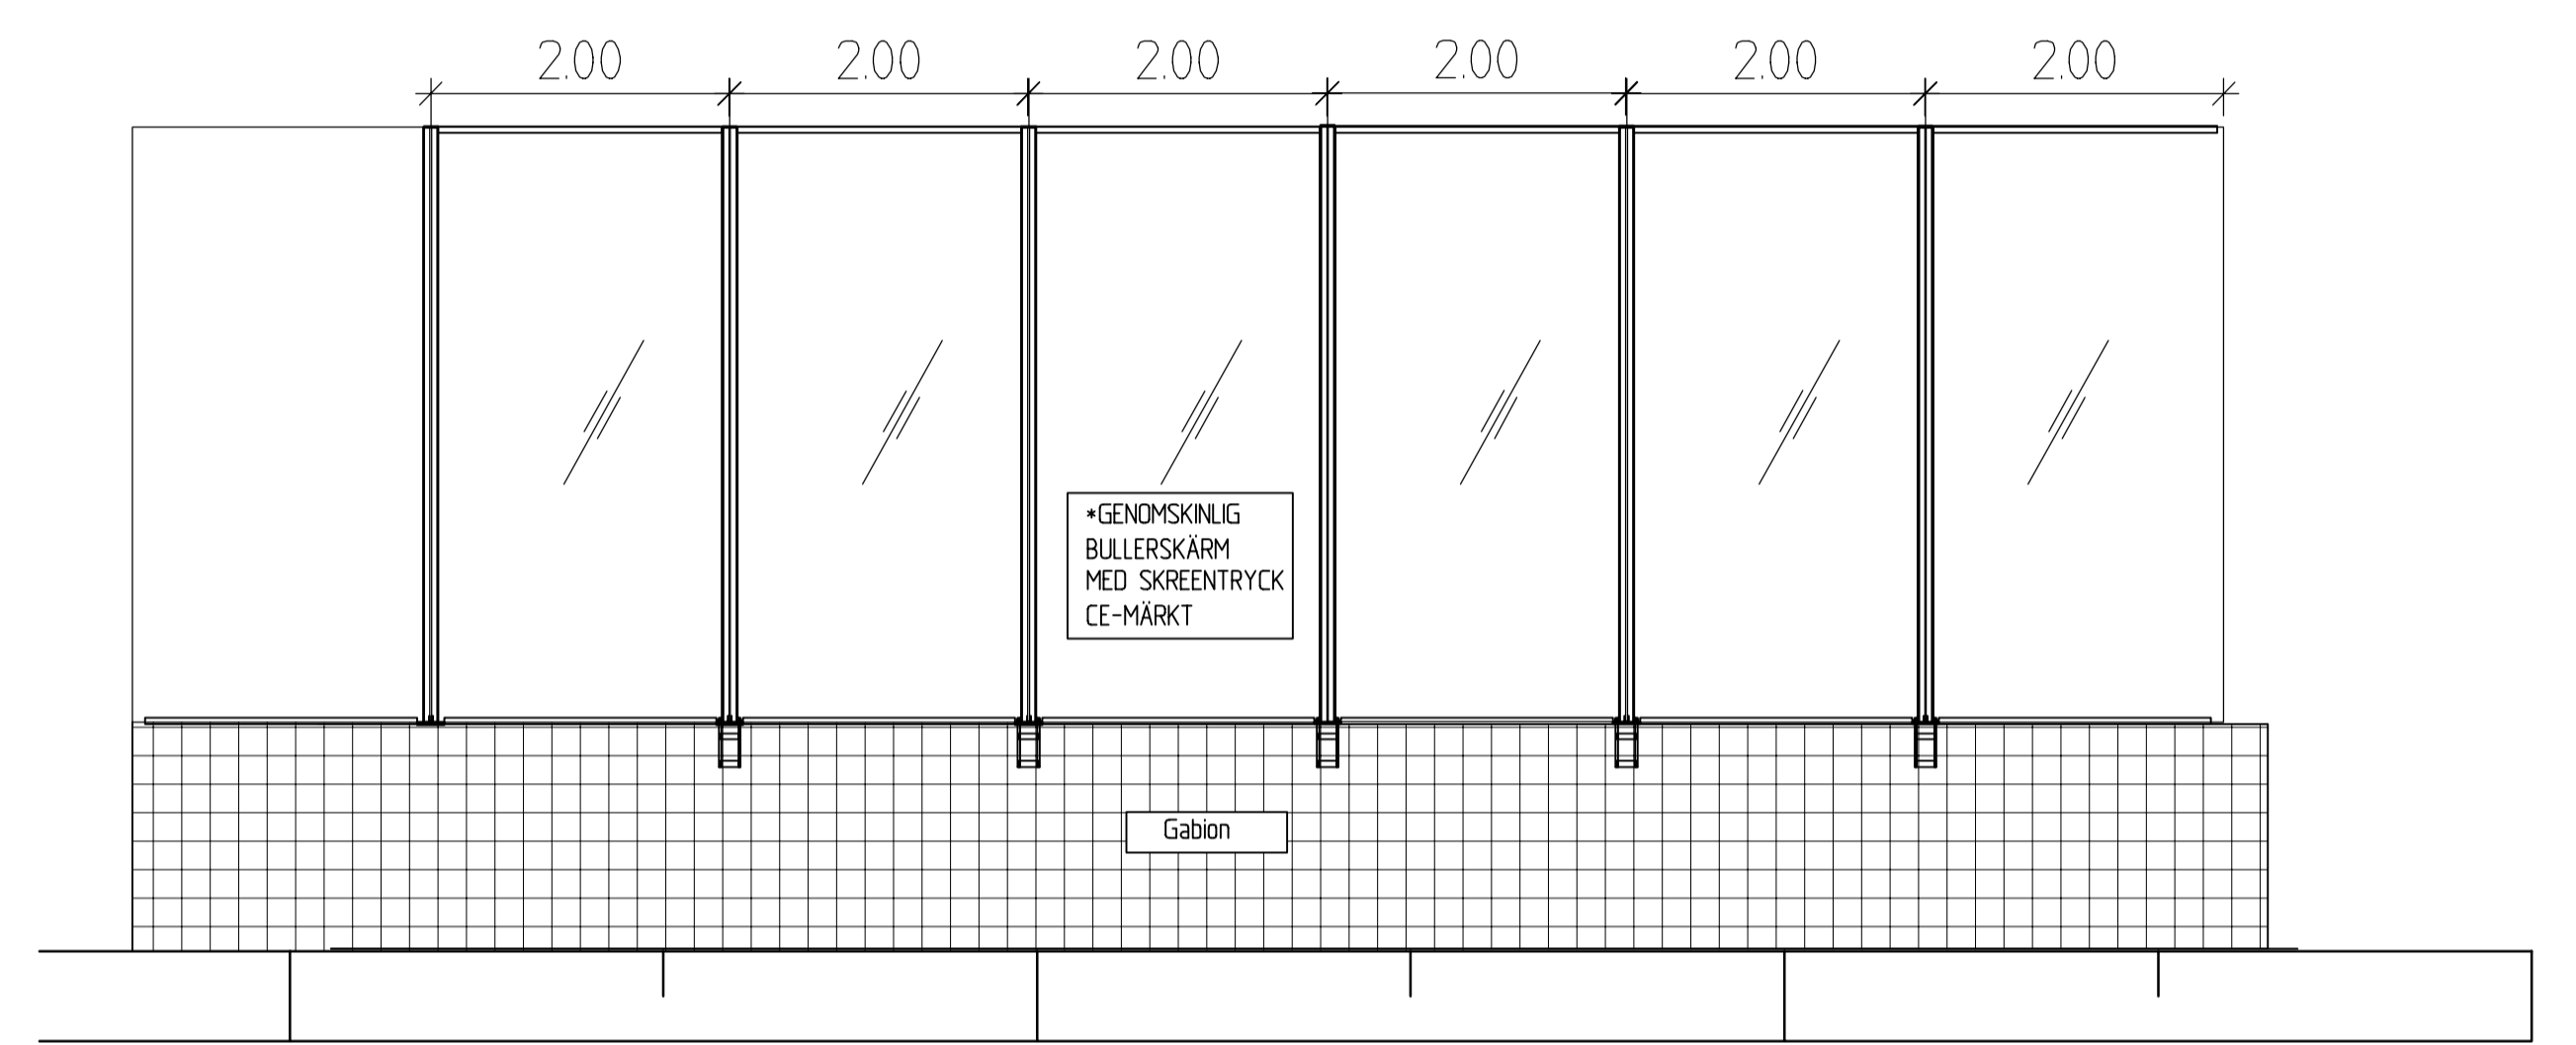 2.00 2.00 2.00 2.00 2.00 2.00
*GENOMSKINLIG
BULLERSKÄRM
MED SKREENTRYCK
CE-MÄRKT
Gabion